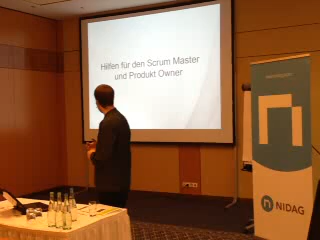 Hilfen für den Scrum Master
und Produkt Owner
n
n NIDAG